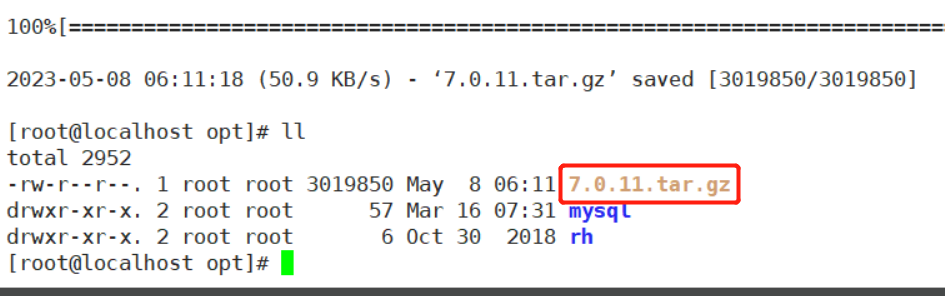 100%[======================================================================
2023-05-08 06:11:18 (50.9 KB/s) - ‘7.0.11.tar.gz’ saved [3019850/3019850]
[root@localhost opt]# ll
total 2952
-rw-r--r--. 1 root root 3019850 May  8 06:11 7.0.11.tar.gz
drwxr-xr-x. 2 root root      57 Mar 16 07:31 mysql
drwxr-xr-x. 2 root root       6 Oct 30  2018 rh
[root@localhost opt]#